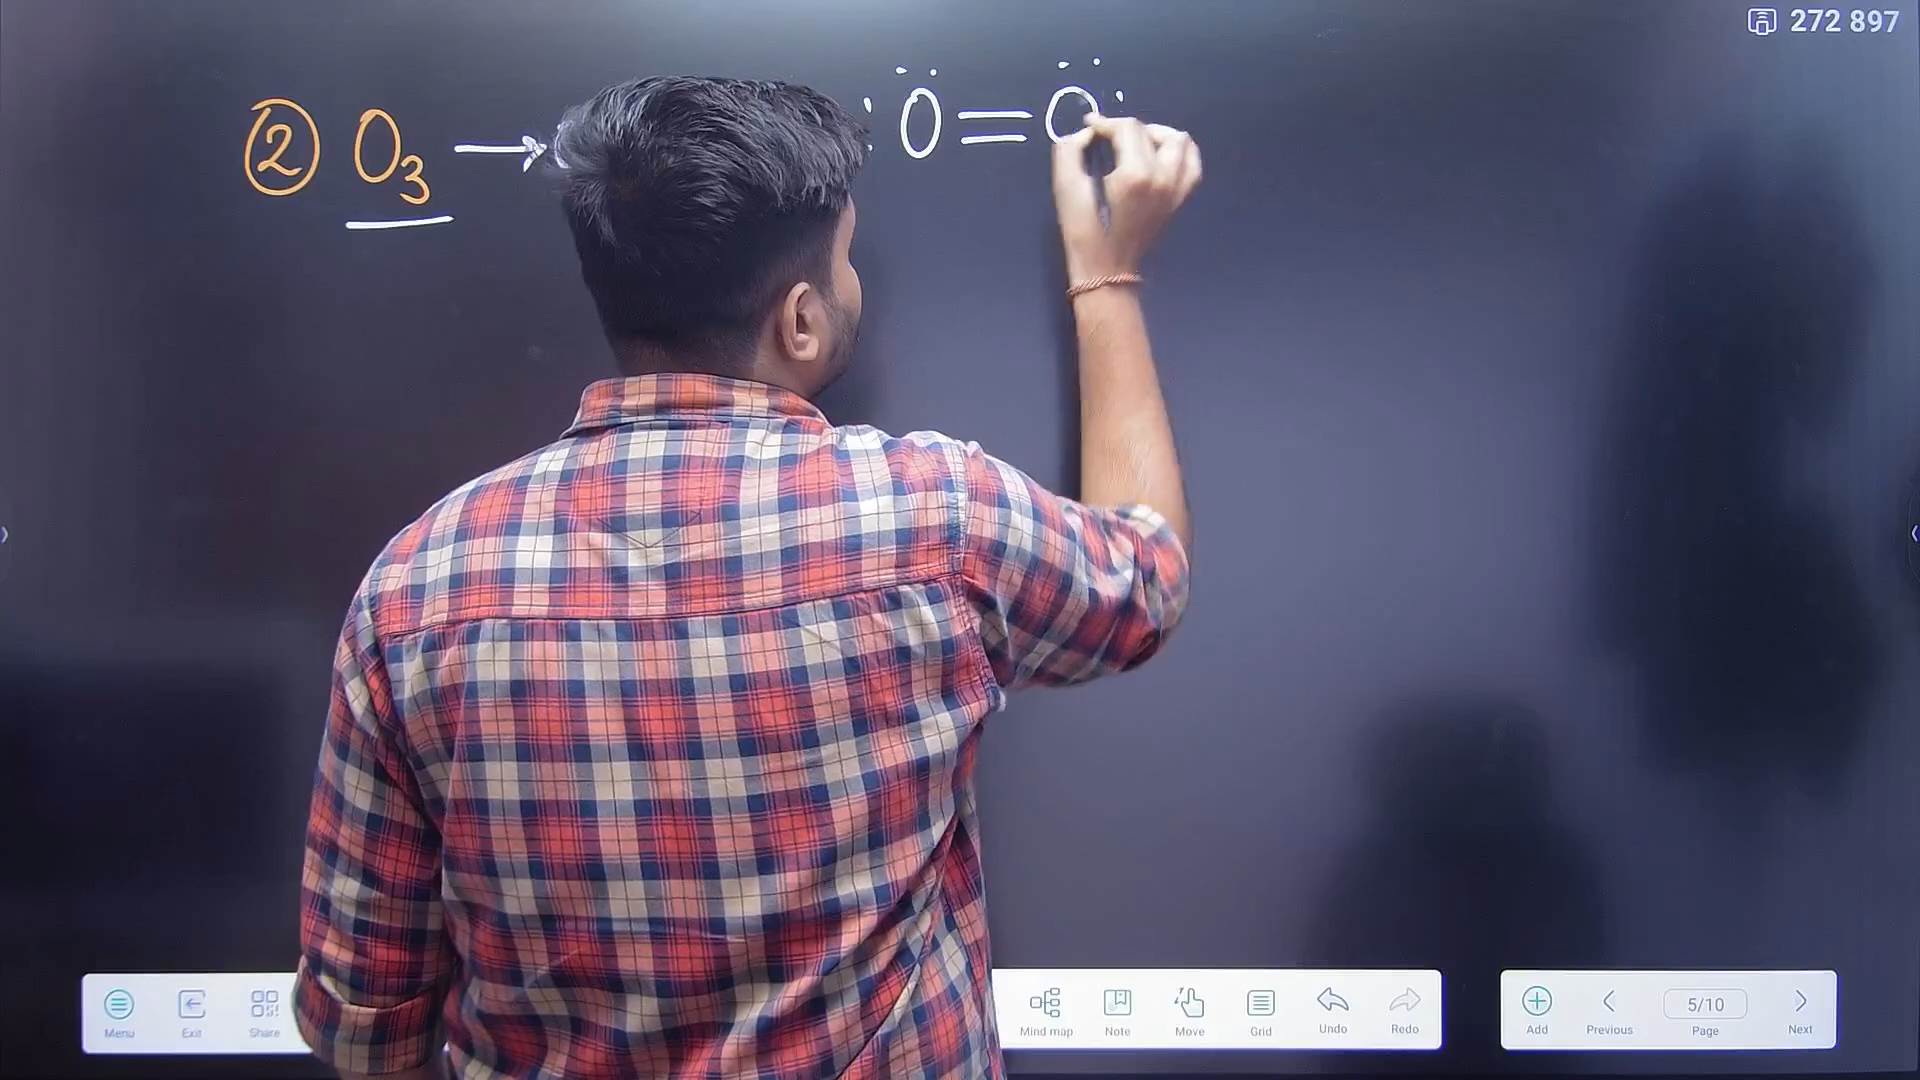 272 897
② O₃ → :Ö=Ö:
Menu Exit Share Mind map Note Move Grid Undo Redo Add Previous 5/10 Page Next